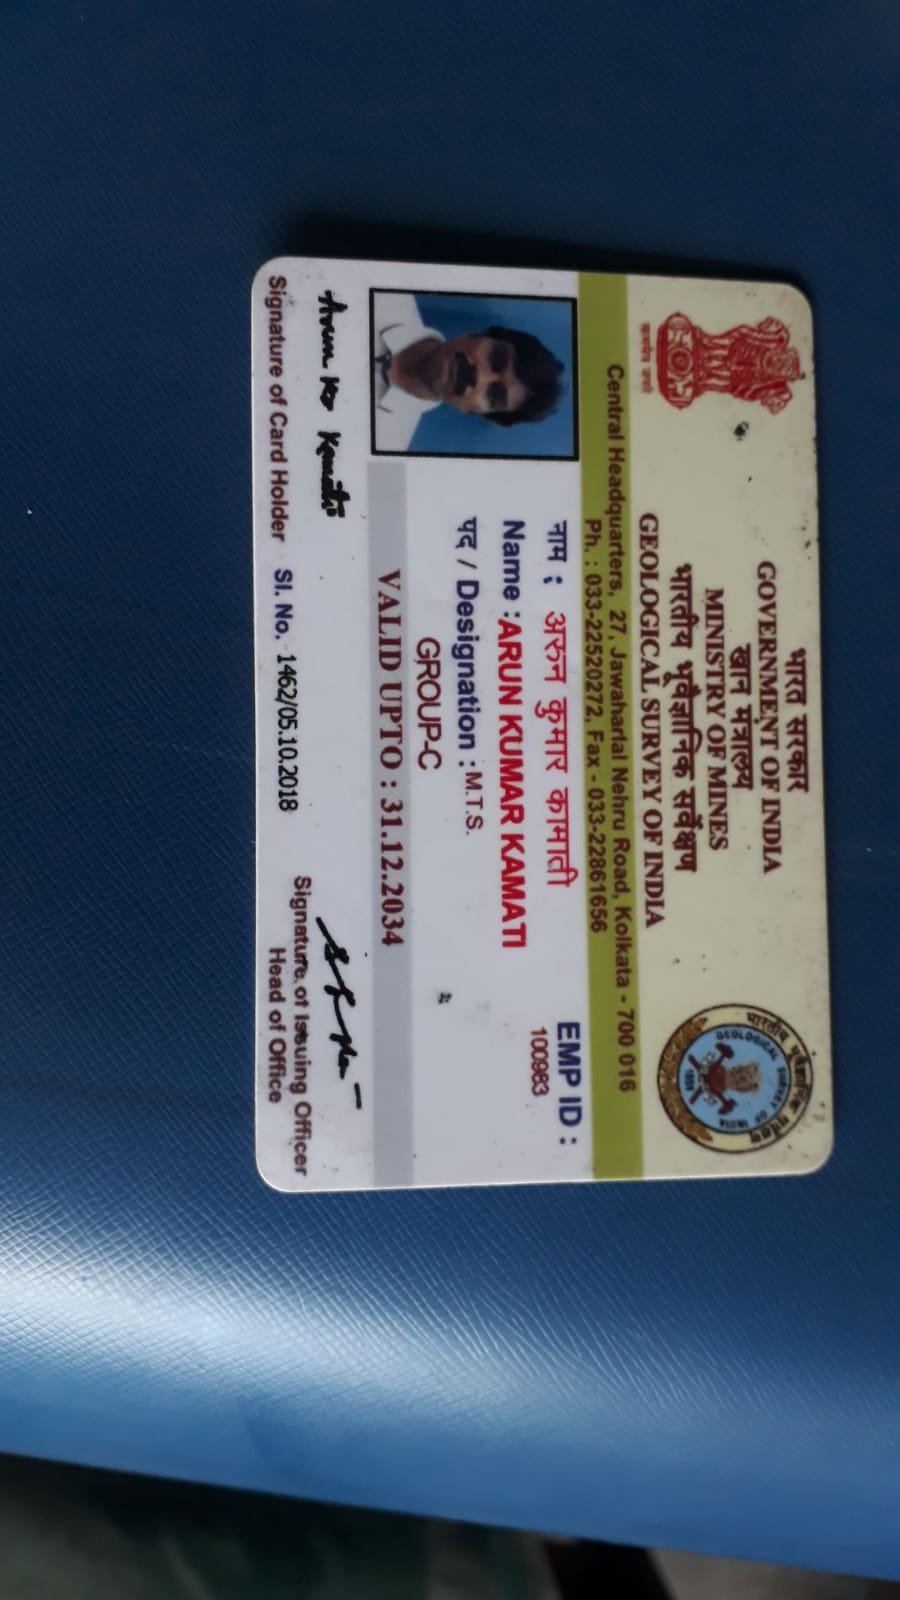 भारत सरकार
GOVERNMENT OF INDIA
खान मंत्रालय
MINISTRY OF MINES
भारतीय भूवैज्ञानिक सर्वेक्षण
GEOLOGICAL SURVEY OF INDIA
सत्यमेव जयते
भारतीय भूवैज्ञानिक सर्वेक्षण
GEOLOGICAL SURVEY OF INDIA
1851
Central Headquarters, 27, Jawaharlal Nehru Road, Kolkata - 700 016
Ph. : 033-22520272, Fax - 033-22861656
नाम : अरुन कुमार कामाती
EMP ID :
100983
Name : ARUN KUMAR KAMATI
पद / Designation : M.T.S.
GROUP-C
VALID UPTO : 31.12.2034
Arun Kr Kamati
Signature of Card Holder
Sl. No. 1462/05.10.2018
Signature of Issuing Officer
Head of Office